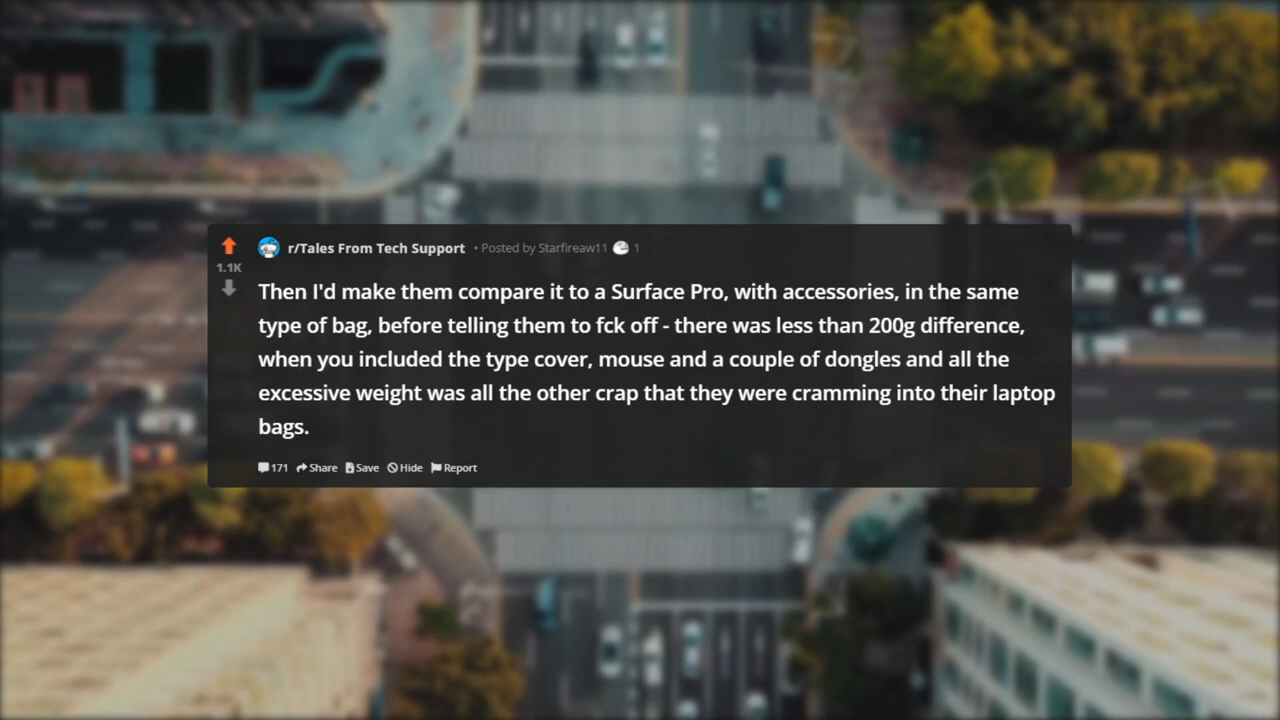 r/Tales From Tech Support • Posted by Starfireaw11 1
1.1K
Then I'd make them compare it to a Surface Pro, with accessories, in the same
type of bag, before telling them to fck off - there was less than 200g difference,
when you included the type cover, mouse and a couple of dongles and all the
excessive weight was all the other crap that they were cramming into their laptop
bags.
171 Share Save Hide Report